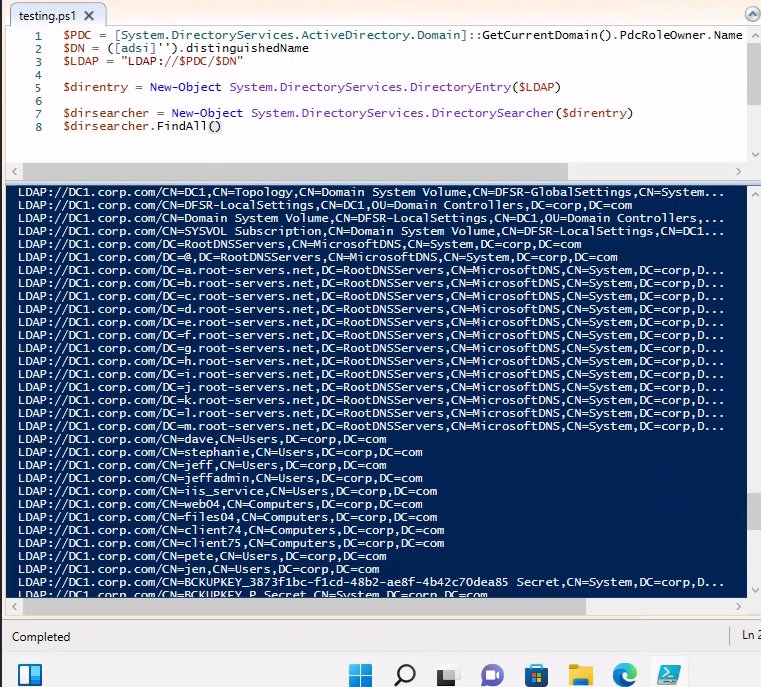 testing.ps1 ✕
1 $PDC = [System.DirectoryServices.ActiveDirectory.Domain]::GetCurrentDomain().PdcRoleOwner.Name
2 $DN = ([adsi]'').distinguishedName
3 $LDAP = "LDAP://$PDC/$DN"
4
5 $direntry = New-Object System.DirectoryServices.DirectoryEntry($LDAP)
6
7 $dirsearcher = New-Object System.DirectoryServices.DirectorySearcher($direntry)
8 $dirsearcher.FindAll()
LDAP://DC1.corp.com/CN=DC1,CN=Topology,CN=Domain System Volume,CN=DFSR-GlobalSettings,CN=System...
LDAP://DC1.corp.com/CN=DFSR-LocalSettings,CN=DC1,OU=Domain Controllers,DC=corp,DC=com
LDAP://DC1.corp.com/CN=Domain System Volume,CN=DFSR-LocalSettings,CN=DC1,OU=Domain Controllers,...
LDAP://DC1.corp.com/CN=SYSVOL Subscription,CN=Domain System Volume,CN=DFSR-LocalSettings,CN=DC1...
LDAP://DC1.corp.com/DC=RootDNSServers,CN=MicrosoftDNS,CN=System,DC=corp,DC=com
LDAP://DC1.corp.com/DC=@,DC=RootDNSServers,CN=MicrosoftDNS,CN=System,DC=corp,DC=com
LDAP://DC1.corp.com/DC=a.root-servers.net,DC=RootDNSServers,CN=MicrosoftDNS,CN=System,DC=corp,D...
LDAP://DC1.corp.com/DC=b.root-servers.net,DC=RootDNSServers,CN=MicrosoftDNS,CN=System,DC=corp,D...
LDAP://DC1.corp.com/DC=c.root-servers.net,DC=RootDNSServers,CN=MicrosoftDNS,CN=System,DC=corp,D...
LDAP://DC1.corp.com/DC=d.root-servers.net,DC=RootDNSServers,CN=MicrosoftDNS,CN=System,DC=corp,D...
LDAP://DC1.corp.com/DC=e.root-servers.net,DC=RootDNSServers,CN=MicrosoftDNS,CN=System,DC=corp,D...
LDAP://DC1.corp.com/DC=f.root-servers.net,DC=RootDNSServers,CN=MicrosoftDNS,CN=System,DC=corp,D...
LDAP://DC1.corp.com/DC=g.root-servers.net,DC=RootDNSServers,CN=MicrosoftDNS,CN=System,DC=corp,D...
LDAP://DC1.corp.com/DC=h.root-servers.net,DC=RootDNSServers,CN=MicrosoftDNS,CN=System,DC=corp,D...
LDAP://DC1.corp.com/DC=i.root-servers.net,DC=RootDNSServers,CN=MicrosoftDNS,CN=System,DC=corp,D...
LDAP://DC1.corp.com/DC=j.root-servers.net,DC=RootDNSServers,CN=MicrosoftDNS,CN=System,DC=corp,D...
LDAP://DC1.corp.com/DC=k.root-servers.net,DC=RootDNSServers,CN=MicrosoftDNS,CN=System,DC=corp,D...
LDAP://DC1.corp.com/DC=l.root-servers.net,DC=RootDNSServers,CN=MicrosoftDNS,CN=System,DC=corp,D...
LDAP://DC1.corp.com/DC=m.root-servers.net,DC=RootDNSServers,CN=MicrosoftDNS,CN=System,DC=corp,D...
LDAP://DC1.corp.com/CN=dave,CN=Users,DC=corp,DC=com
LDAP://DC1.corp.com/CN=stephanie,CN=Users,DC=corp,DC=com
LDAP://DC1.corp.com/CN=jeff,CN=Users,DC=corp,DC=com
LDAP://DC1.corp.com/CN=jeffadmin,CN=Users,DC=corp,DC=com
LDAP://DC1.corp.com/CN=iis_service,CN=Users,DC=corp,DC=com
LDAP://DC1.corp.com/CN=web04,CN=Computers,DC=corp,DC=com
LDAP://DC1.corp.com/CN=files04,CN=Computers,DC=corp,DC=com
LDAP://DC1.corp.com/CN=client74,CN=Computers,DC=corp,DC=com
LDAP://DC1.corp.com/CN=client75,CN=Computers,DC=corp,DC=com
LDAP://DC1.corp.com/CN=pete,CN=Users,DC=corp,DC=com
LDAP://DC1.corp.com/CN=jen,CN=Users,DC=corp,DC=com
LDAP://DC1.corp.com/CN=BCKUPKEY_3873f1bc-f1cd-48b2-ae8f-4b42c70dea85 Secret,CN=System,DC=corp,D...
LDAP://DC1.corp.com/CN=BCKUPKEY_P Secret,CN=System,DC=corp,DC=com
Completed
Ln 2